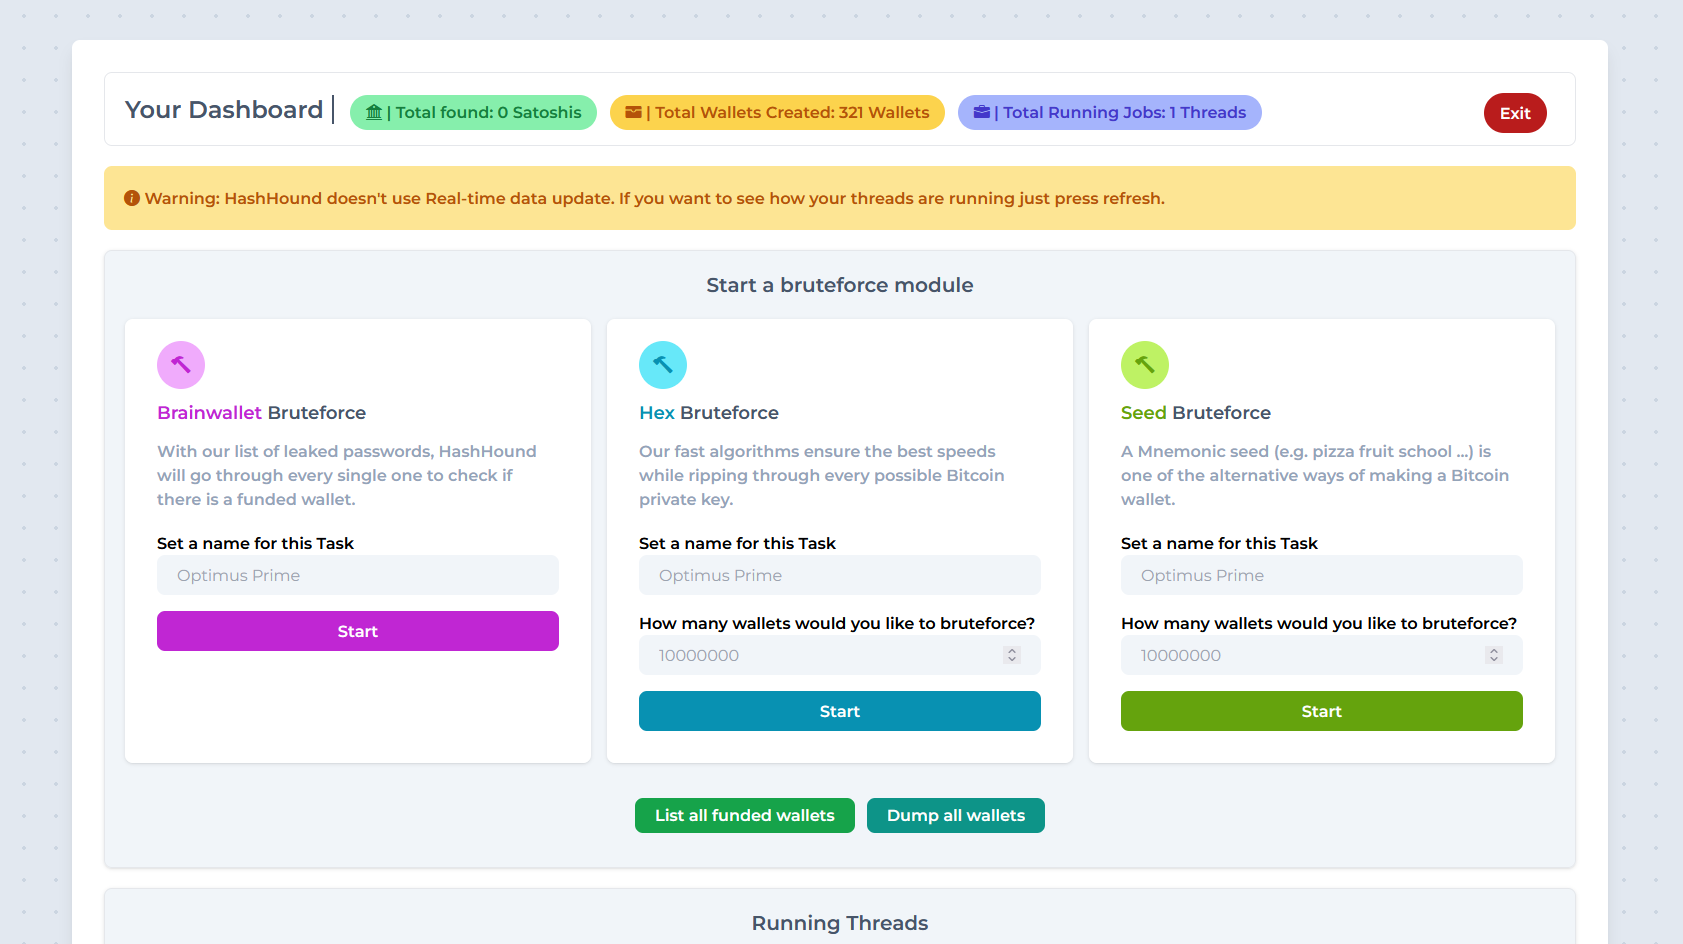 Your Dashboard
| Total found: 0 Satoshis
| Total Wallets Created: 321 Wallets
| Total Running Jobs: 1 Threads
Exit
Warning: HashHound doesn't use Real-time data update. If you want to see how your threads are running just press refresh.
Start a bruteforce module
Brainwallet Bruteforce
With our list of leaked passwords, HashHound
will go through every single one to check if
there is a funded wallet.
Set a name for this Task
Optimus Prime
Start
Hex Bruteforce
Our fast algorithms ensure the best speeds
while ripping through every possible Bitcoin
private key.
Set a name for this Task
Optimus Prime
How many wallets would you like to bruteforce?
10000000
Start
Seed Bruteforce
A Mnemonic seed (e.g. pizza fruit school ...) is
one of the alternative ways of making a Bitcoin
wallet.
Set a name for this Task
Optimus Prime
How many wallets would you like to bruteforce?
10000000
Start
List all funded wallets
Dump all wallets
Running Threads